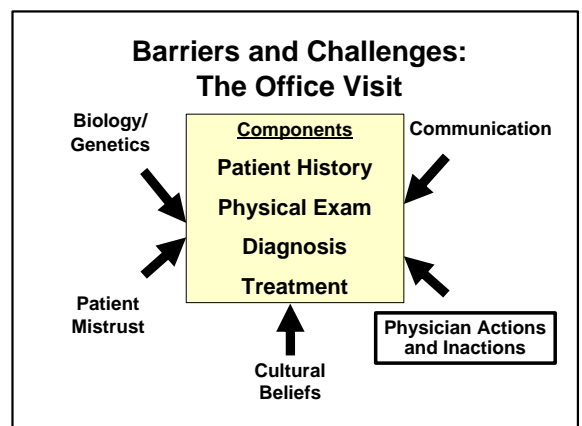 Barriers and Challenges:
The Office Visit
Biology/
Genetics
Components
Patient History
Physical Exam
Diagnosis
Treatment
Communication
Patient
Mistrust
Cultural
Beliefs
Physician Actions
and Inactions